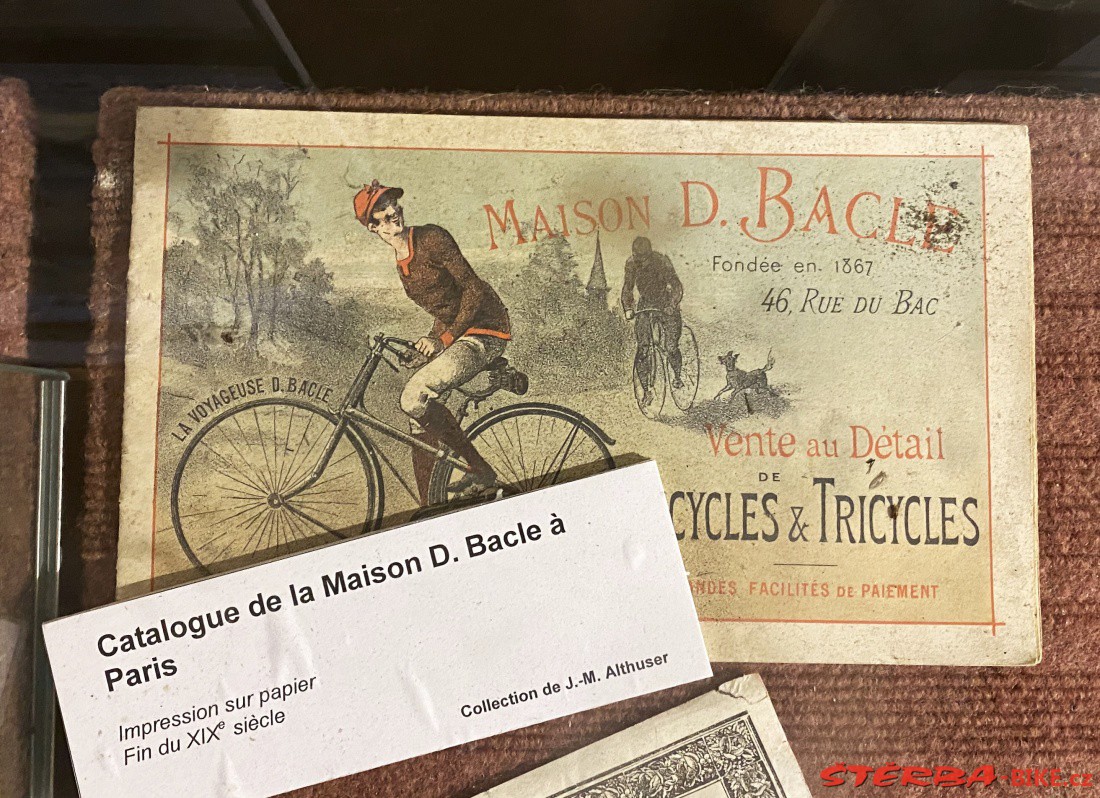 MAISON D. BACLE
Fondée en 1867
46, RUE DU BAC
LA VOYAGEUSE D. BACLE
Vente au Détail
DE
CYCLES & TRICYCLES
FACILITÉS DE PAIEMENT
Catalogue de la Maison D. Bacle à
Paris
Impression sur papier
Fin du XIXe siècle
Collection de J.-M. Althuser
STERBA-BIKE.cz